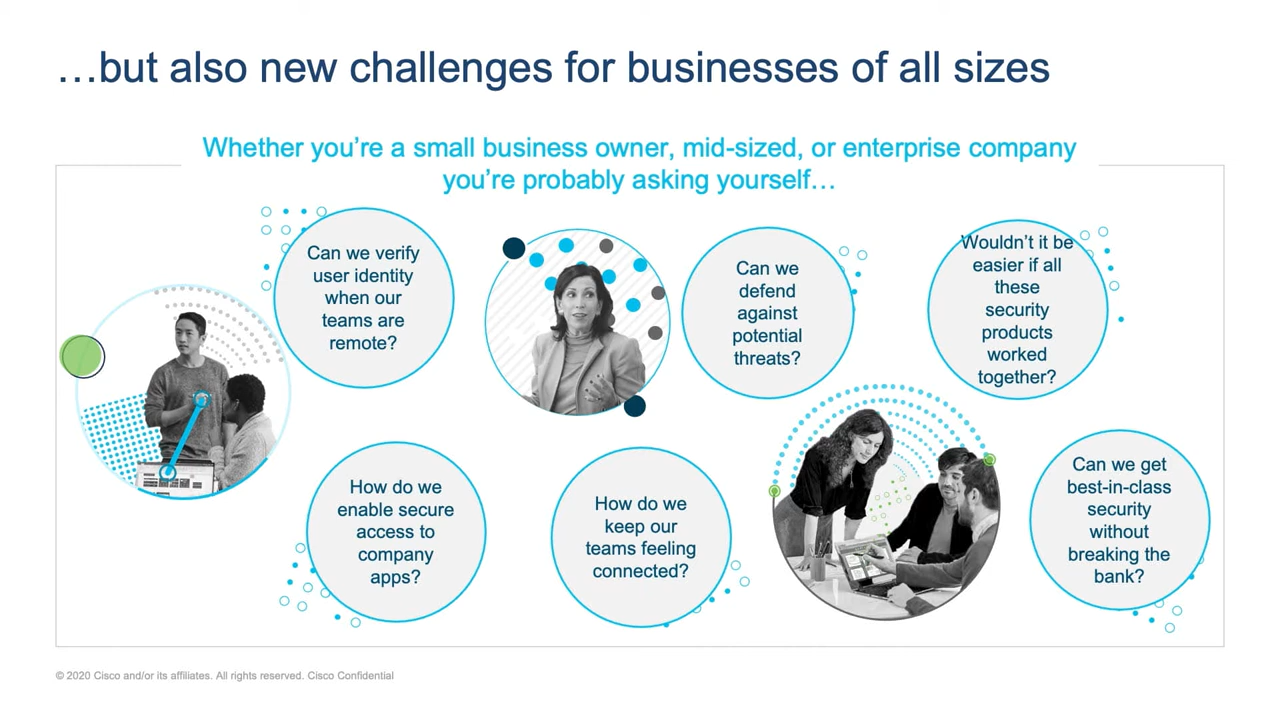 …but also new challenges for businesses of all sizes
Whether you’re a small business owner, mid-sized, or enterprise company
you’re probably asking yourself…
Can we verify
user identity
when our
teams are
remote?
Can we
defend
against
potential
threats?
Wouldn’t it be
easier if all
these
security
products
worked
together?
How do we
enable secure
access to
company
apps?
How do we
keep our
teams feeling
connected?
Can we get
best-in-class
security
without
breaking the
bank?
© 2020 Cisco and/or its affiliates. All rights reserved. Cisco Confidential